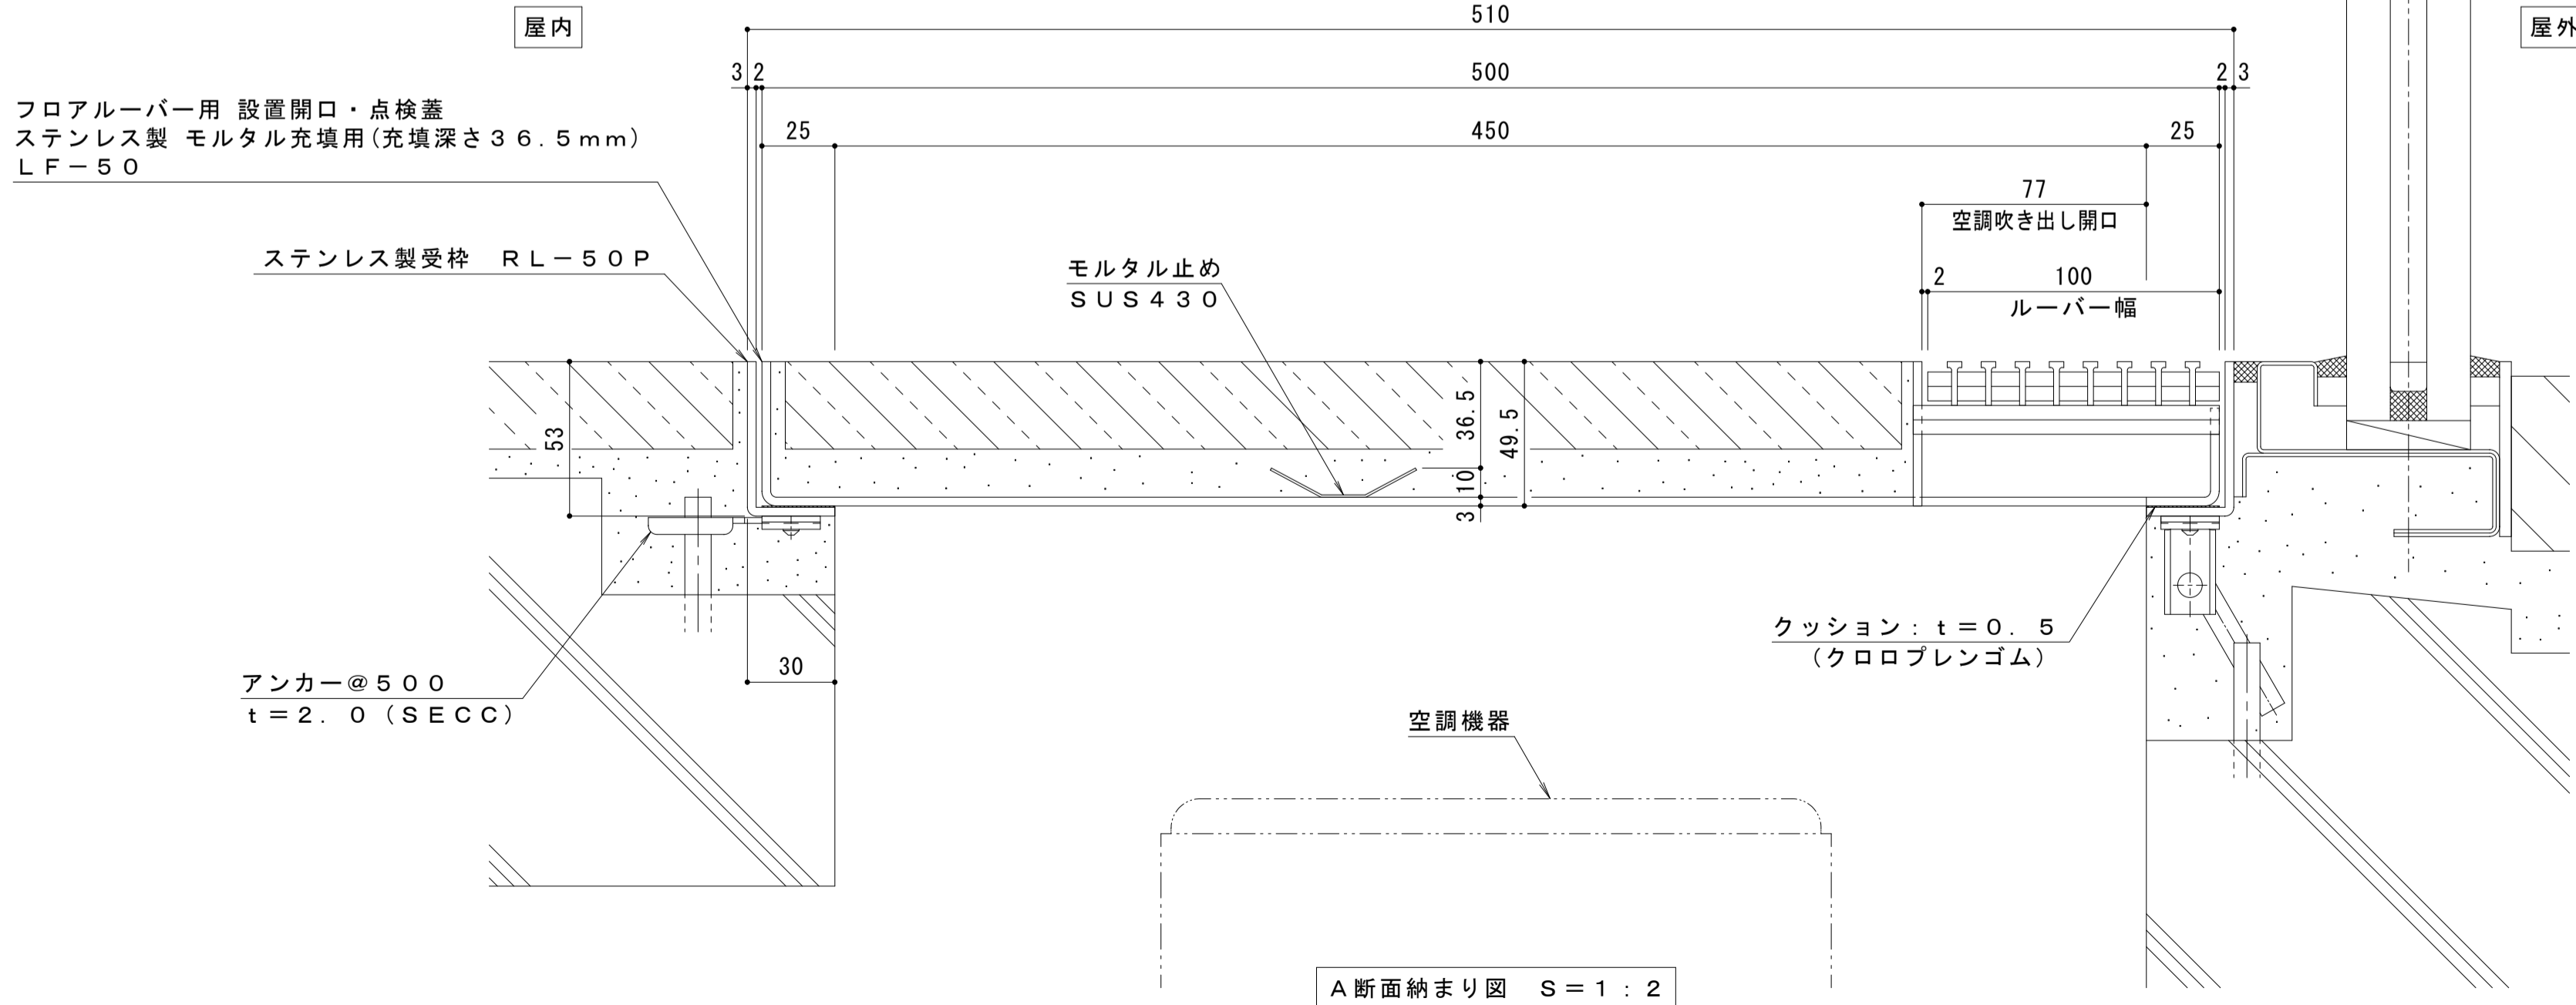 屋内
510
屋外
3 2
500
2 3
フロアルーバー用 設置開口・点検蓋
ステンレス製 モルタル充填用(充填深さ36.5mm)
LF-50
25
450
25
77
空調吹き出し開口
ステンレス製受枠 RL-50P
モルタル止め
SUS430
2
100
ルーバー幅
53
36.5
49.5
10
3
クッション:t=0.5
(クロロプレンゴム)
30
アンカー@500
t=2.0(SECC)
空調機器
A断面納まり図 S=1:2